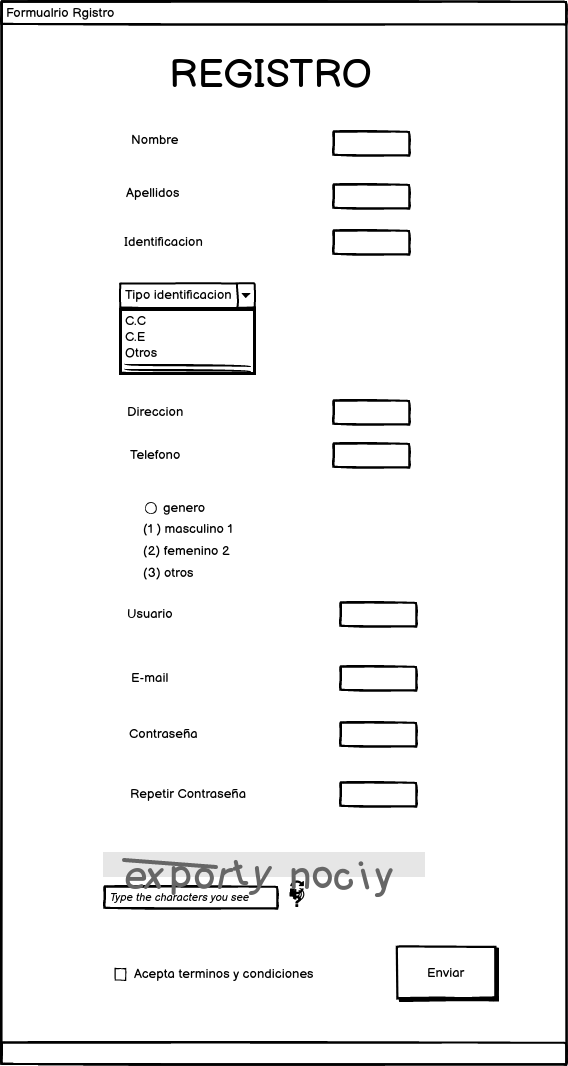 Formualrio Rgistro
REGISTRO
Nombre
Apellidos
Identificacion
Tipo identificacion
C.C
C.E
Otros
Direccion
Telefono
genero
(1) masculino 1
(2) femenino 2
(3) otros
Usuario
E-mail
Contraseña
Repetir Contraseña
exporty nociy
Type the characters you see
?
Acepta terminos y condiciones
Enviar